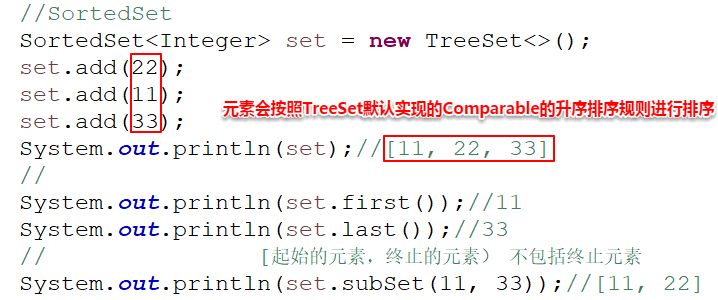 //SortedSet
SortedSet<Integer> set = new TreeSet<>();
set.add(22);
set.add(11);
元素会按照TreeSet默认实现的Comparable的升序排序规则进行排序
set.add(33);
System.out.println(set);//[11, 22, 33]
//
System.out.println(set.first());//11
System.out.println(set.last());//33
// [起始的元素，终止的元素） 不包括终止元素
System.out.println(set.subSet(11, 33));//[11, 22]